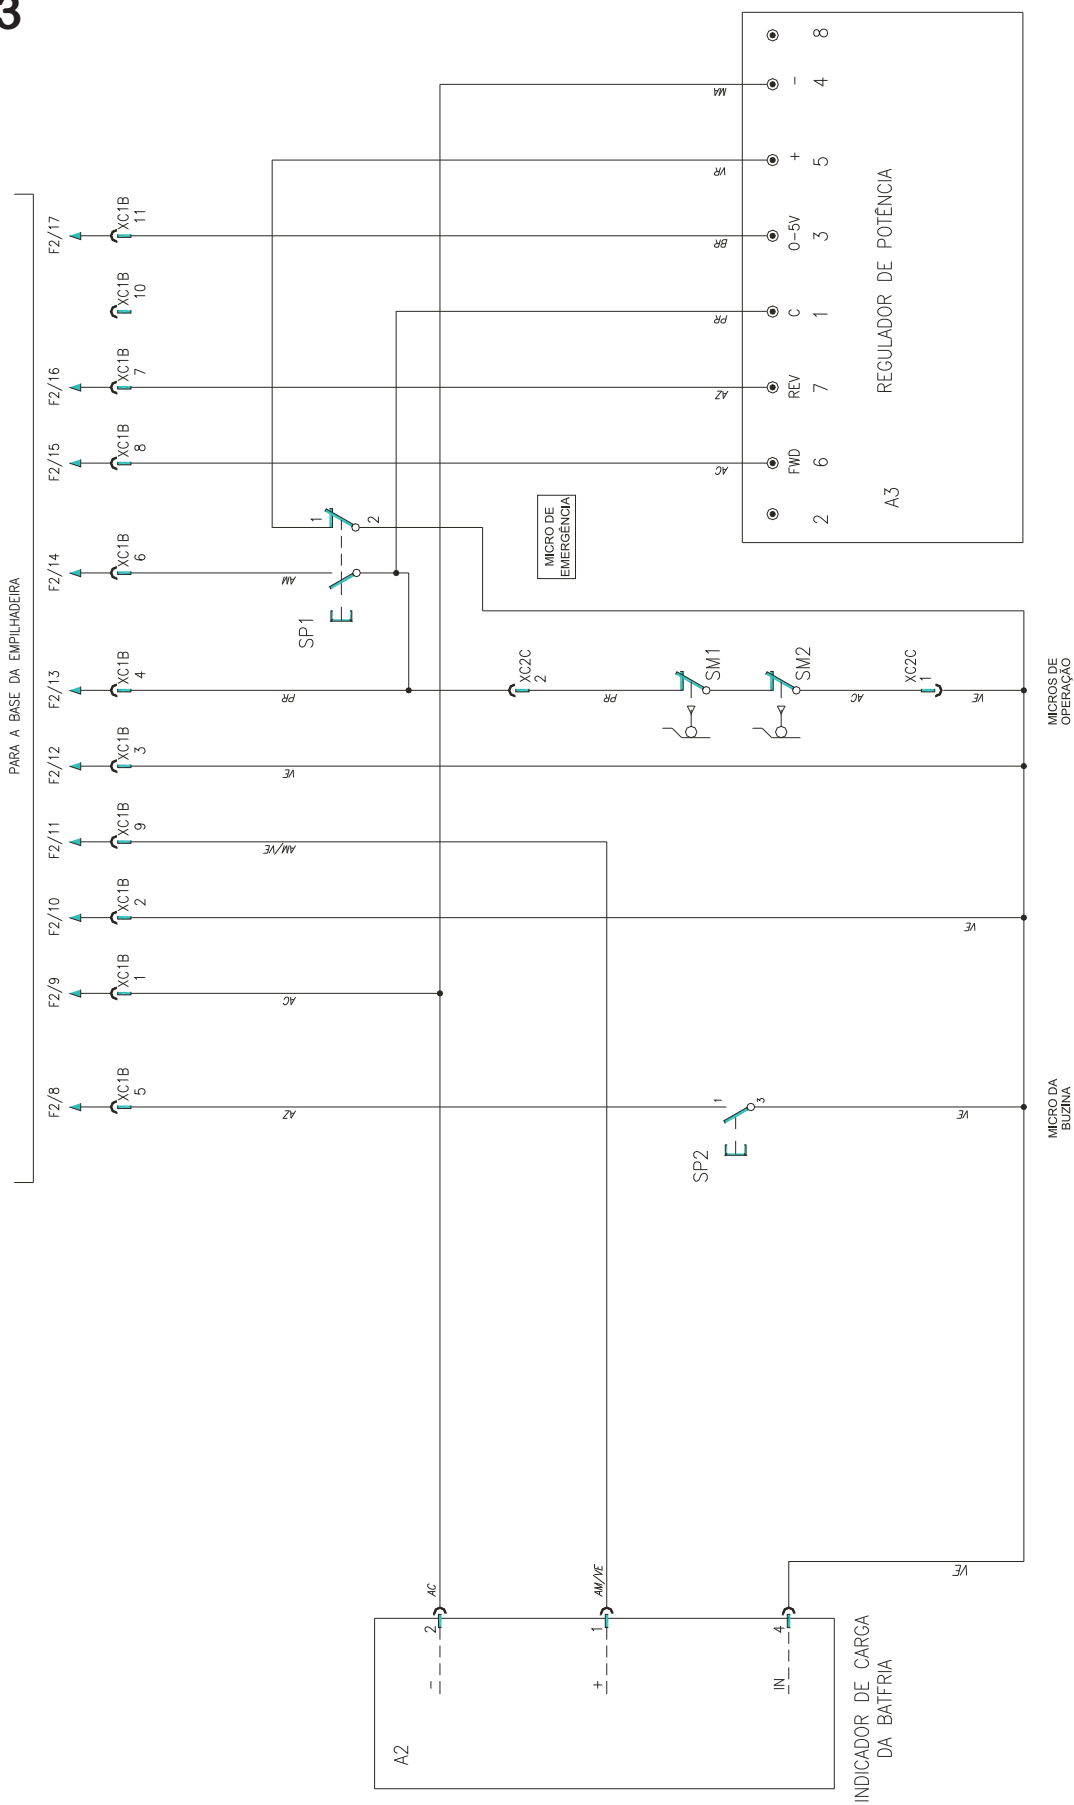 3
PARA A BASE DA EMPILHADEIRA
F2/8
F2/9
F2/10
F2/11
F2/12
F2/13
F2/14
F2/15
F2/16
F2/17
XC1B
5
XC1B
1
XC1B
2
XC1B
9
XC1B
3
XC1B
4
XC1B
6
XC1B
8
XC1B
7
XC1B
10
XC1B
11
AZ
AC
AM/VE
VE
PR
AM
SP1
1
2
XC2C
2
PR
SM1
SM2
AC
XC2C
1
VE
MICRO DE
EMERGÊNCIA
MICROS DE
OPERAÇÃO
VE
SP2
1
3
VE
MICRO DA
BUZINA
AC
AZ
PR
BR
VR
MA
2
FWD
6
REV
7
C
1
0-5V
3
+
5
-
4
8
A3
REGULADOR DE POTÊNCIA
AC
2
-
AM/VE
1
+
4
IN
VE
A2
INDICADOR DE CARGA
DA BATFRIA